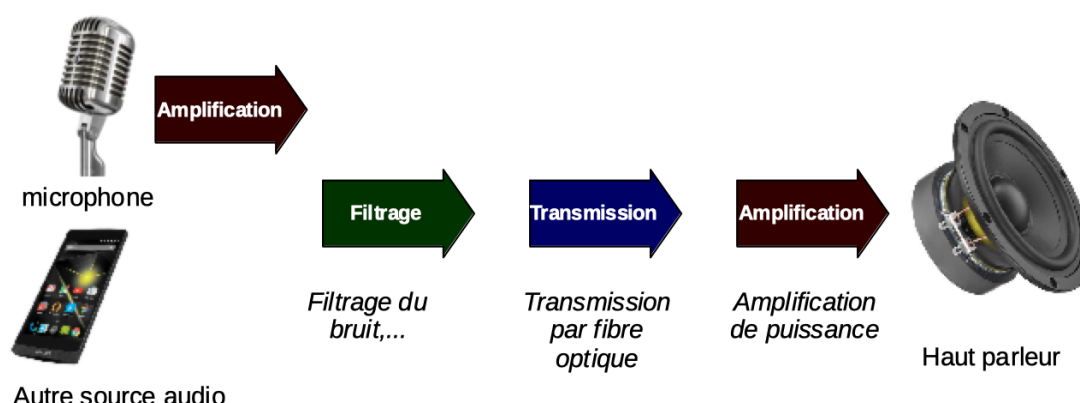 Amplification
microphone
Filtrage
Transmission
Amplification
Filtrage du
bruit,...
Transmission
par fibre
optique
Amplification
de puissance
Haut parleur
Autre source audio